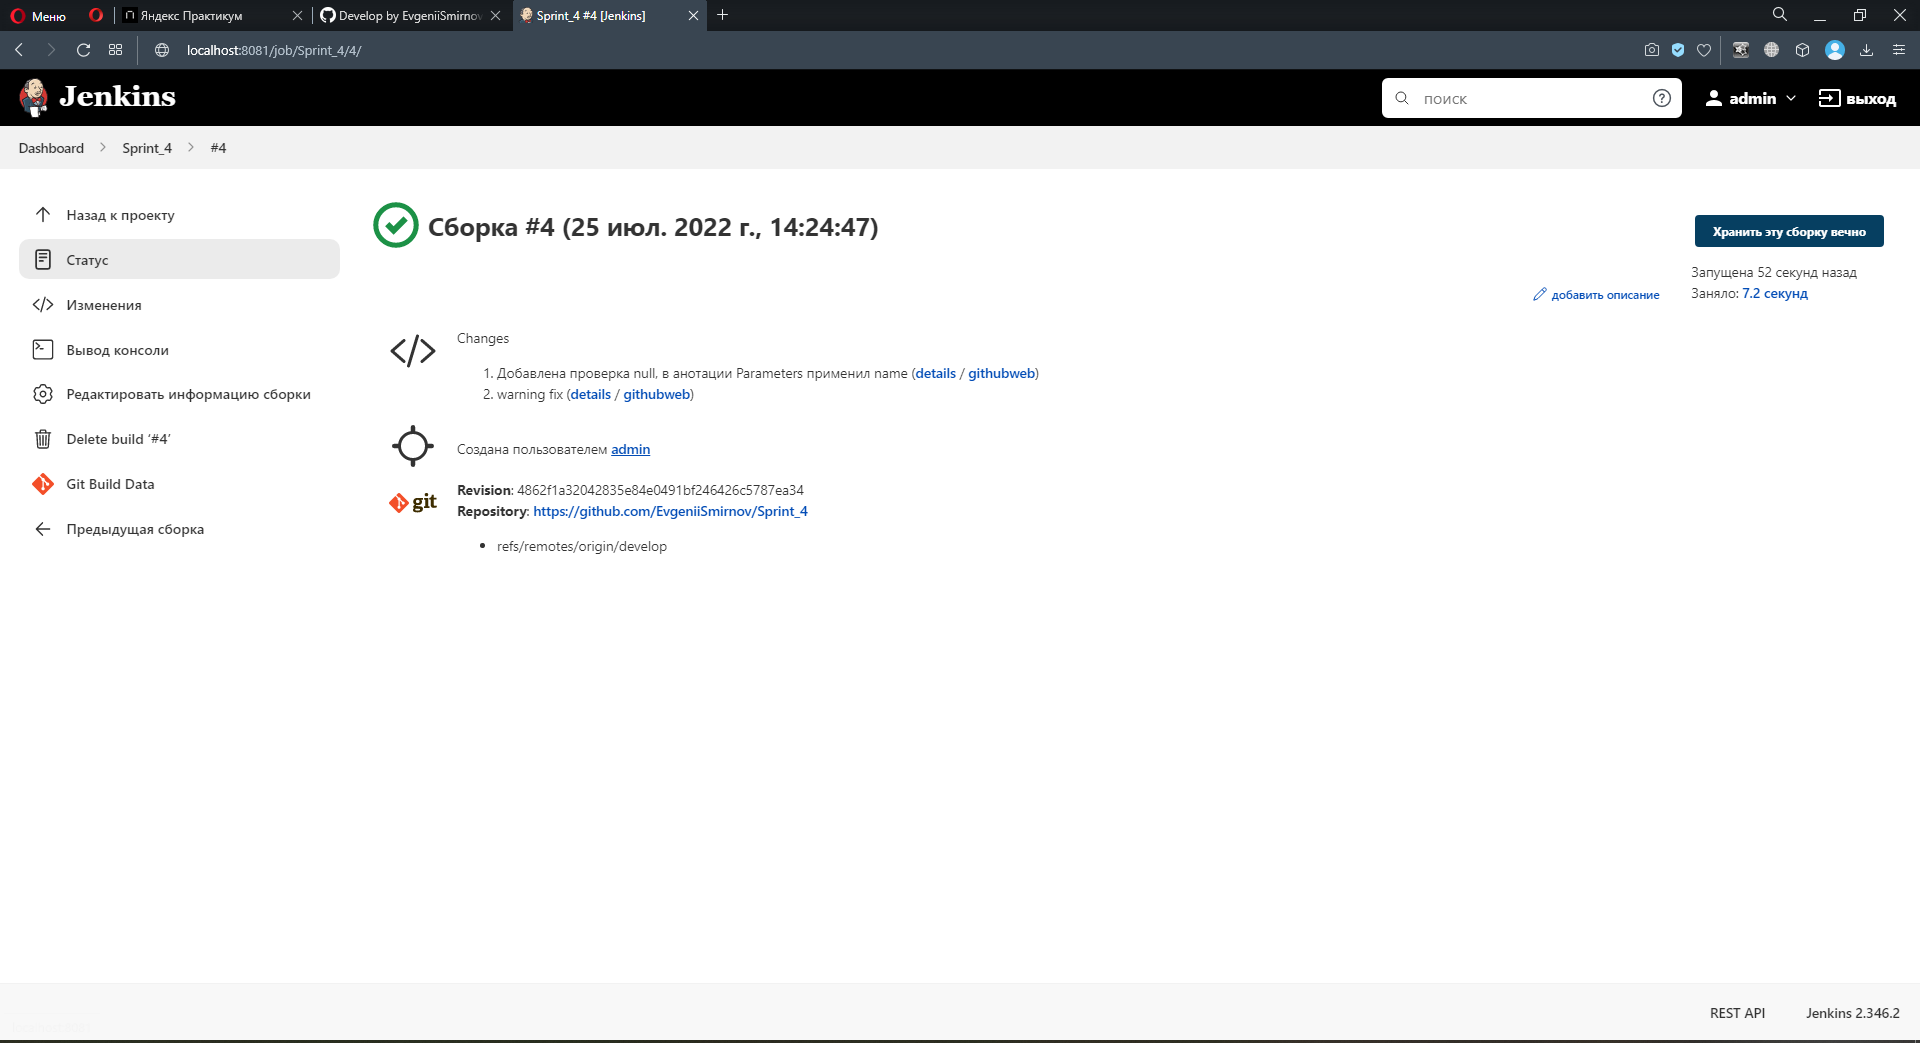 Меню
Яндекс Практикум
Develop by EvgeniiSmirnov
Sprint_4 #4 [Jenkins]
localhost:8081/job/Sprint_4/4/
Jenkins
поиск
admin
выход
Dashboard
Sprint_4
#4
Назад к проекту
Статус
Изменения
Вывод консоли
Редактировать информацию сборки
Delete build ‘#4’
Git Build Data
Предыдущая сборка
Сборка #4 (25 июл. 2022 г., 14:24:47)
Хранить эту сборку вечно
Запущена 52 секунд назад
Заняло: 7.2 секунд
добавить описание
Changes
1. Добавлена проверка null, в анотации Parameters применил name (details / githubweb)
2. warning fix (details / githubweb)
Создана пользователем admin
git
Revision: 4862f1a32042835e84e0491bf246426c5787ea34
Repository: https://github.com/EvgeniiSmirnov/Sprint_4
refs/remotes/origin/develop
REST API
Jenkins 2.346.2